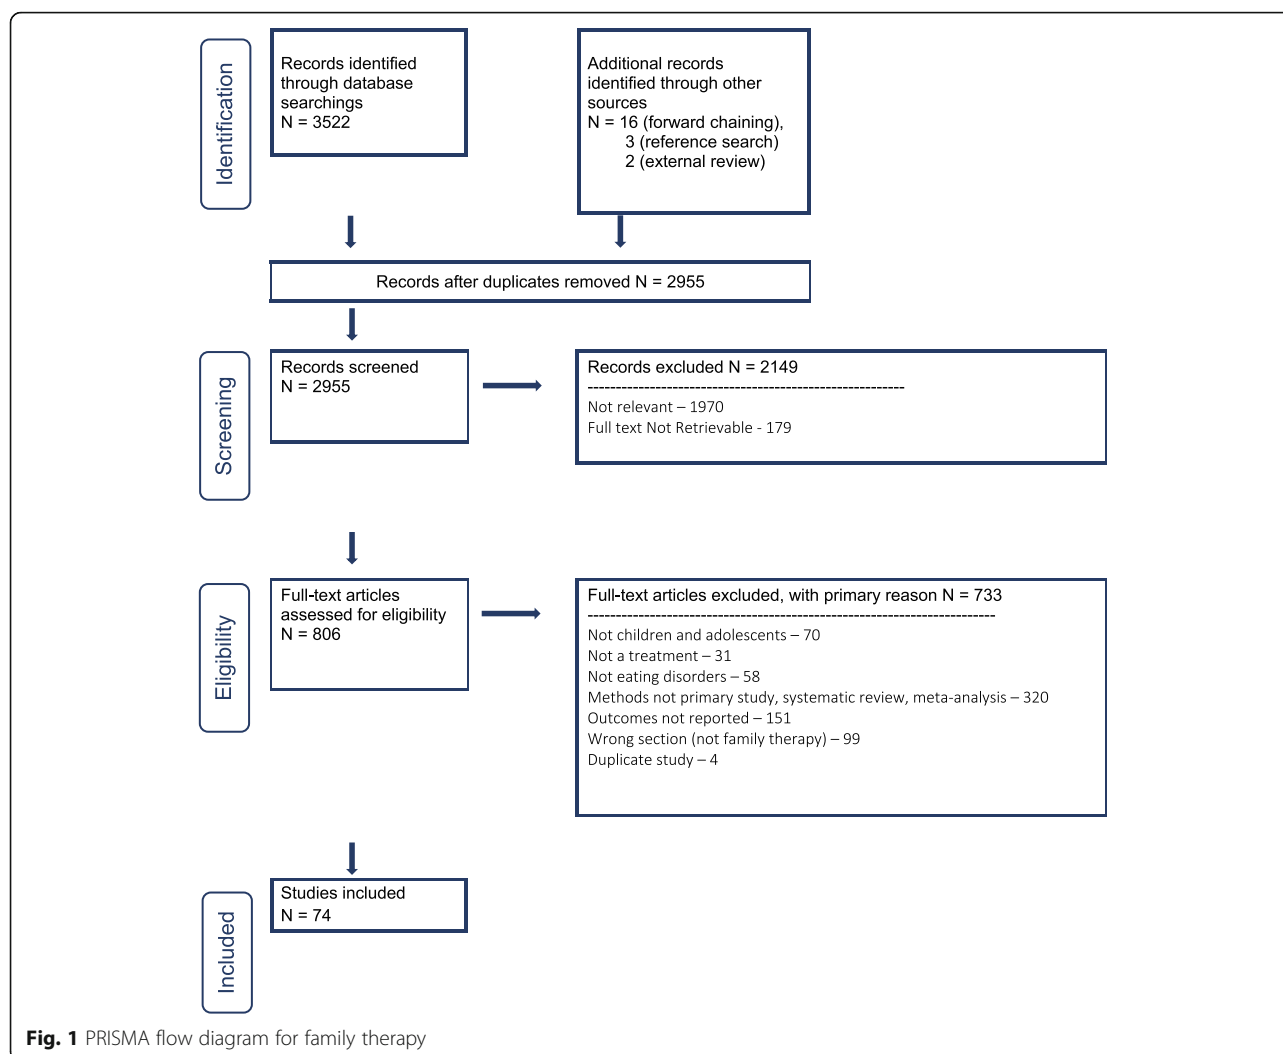 Identification
Records identified
through database
searchings
N = 3522
Additional records
identified through other
sources
N = 16 (forward chaining),
3 (reference search)
2 (external review)
Records after duplicates removed N = 2955
Screening
Records screened
N = 2955
Records excluded N = 2149
--------------------------------------------------------
Not relevant – 1970
Full text Not Retrievable - 179
Eligibility
Full-text articles
assessed for eligibility
N = 806
Full-text articles excluded, with primary reason N = 733
------------------------------------------------------------------------
Not children and adolescents – 70
Not a treatment – 31
Not eating disorders – 58
Methods not primary study, systematic review, meta-analysis – 320
Outcomes not reported – 151
Wrong section (not family therapy) – 99
Duplicate study – 4
Included
Studies included
N = 74
Fig. 1 PRISMA flow diagram for family therapy